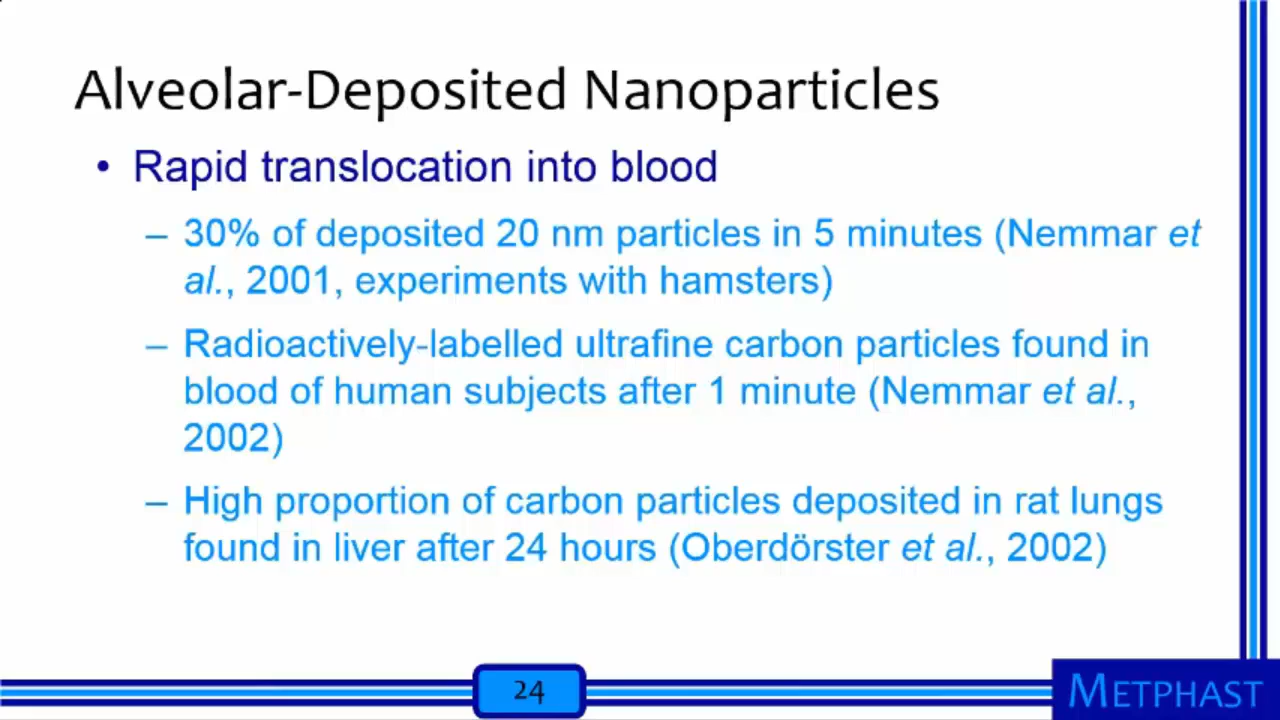 Alveolar-Deposited Nanoparticles
• Rapid translocation into blood
– 30% of deposited 20 nm particles in 5 minutes (Nemmar et
al., 2001, experiments with hamsters)
– Radioactively-labelled ultrafine carbon particles found in
blood of human subjects after 1 minute (Nemmar et al.,
2002)
– High proportion of carbon particles deposited in rat lungs
found in liver after 24 hours (Oberdörster et al., 2002)
24
METPHAST